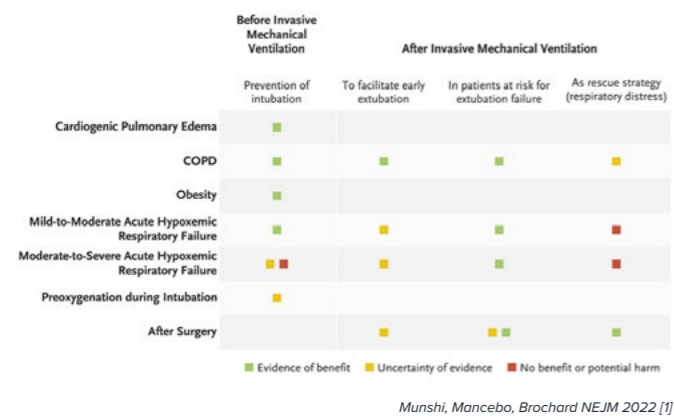 Before Invasive
Mechanical
Ventilation
After Invasive Mechanical Ventilation
Prevention of
intubation
To facilitate early
extubation
In patients at risk for
extubation failure
As rescue strategy
(respiratory distress)
Cardiogenic Pulmonary Edema
COPD
Obesity
Mild-to-Moderate Acute Hypoxemic
Respiratory Failure
Moderate-to-Severe Acute Hypoxemic
Respiratory Failure
Preoxygenation during Intubation
After Surgery
Evidence of benefit
Uncertainty of evidence
No benefit or potential harm
Munshi, Mancebo, Brochard NEJM 2022 [1]